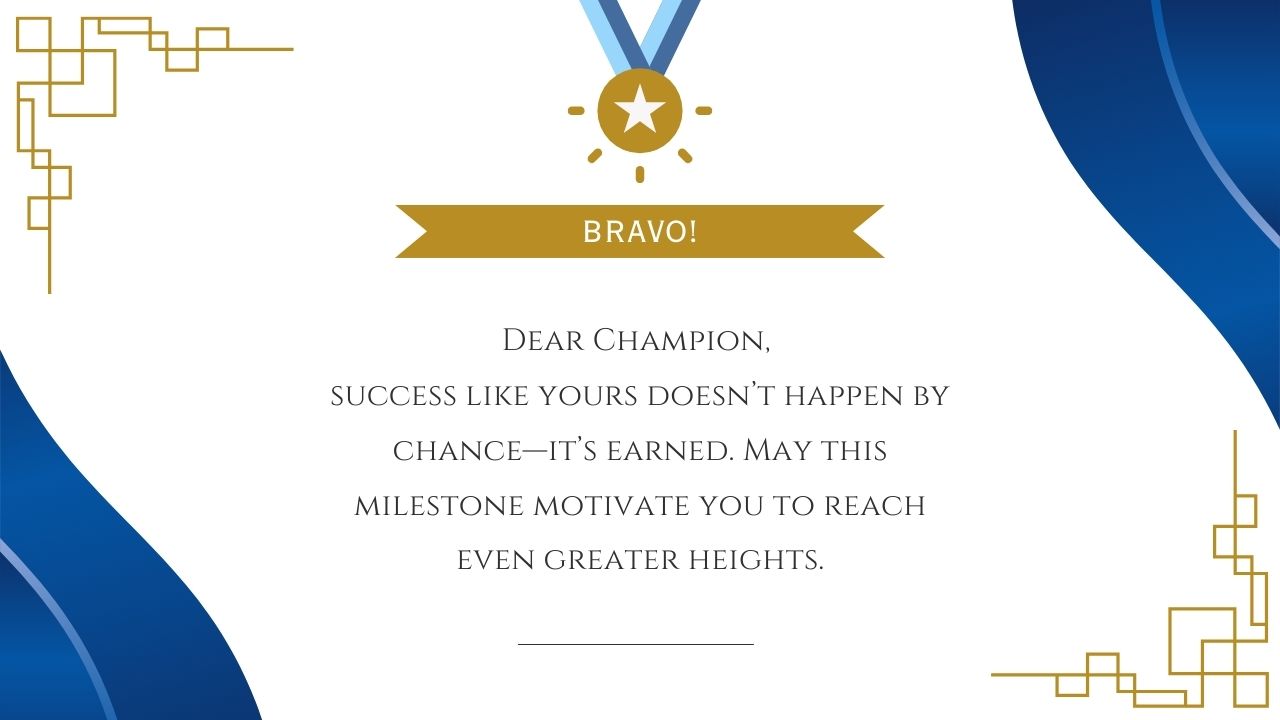 BRAVO!
Dear Champion,
success like yours doesn’t happen by
chance—it’s earned. May this
milestone motivate you to reach
even greater heights.